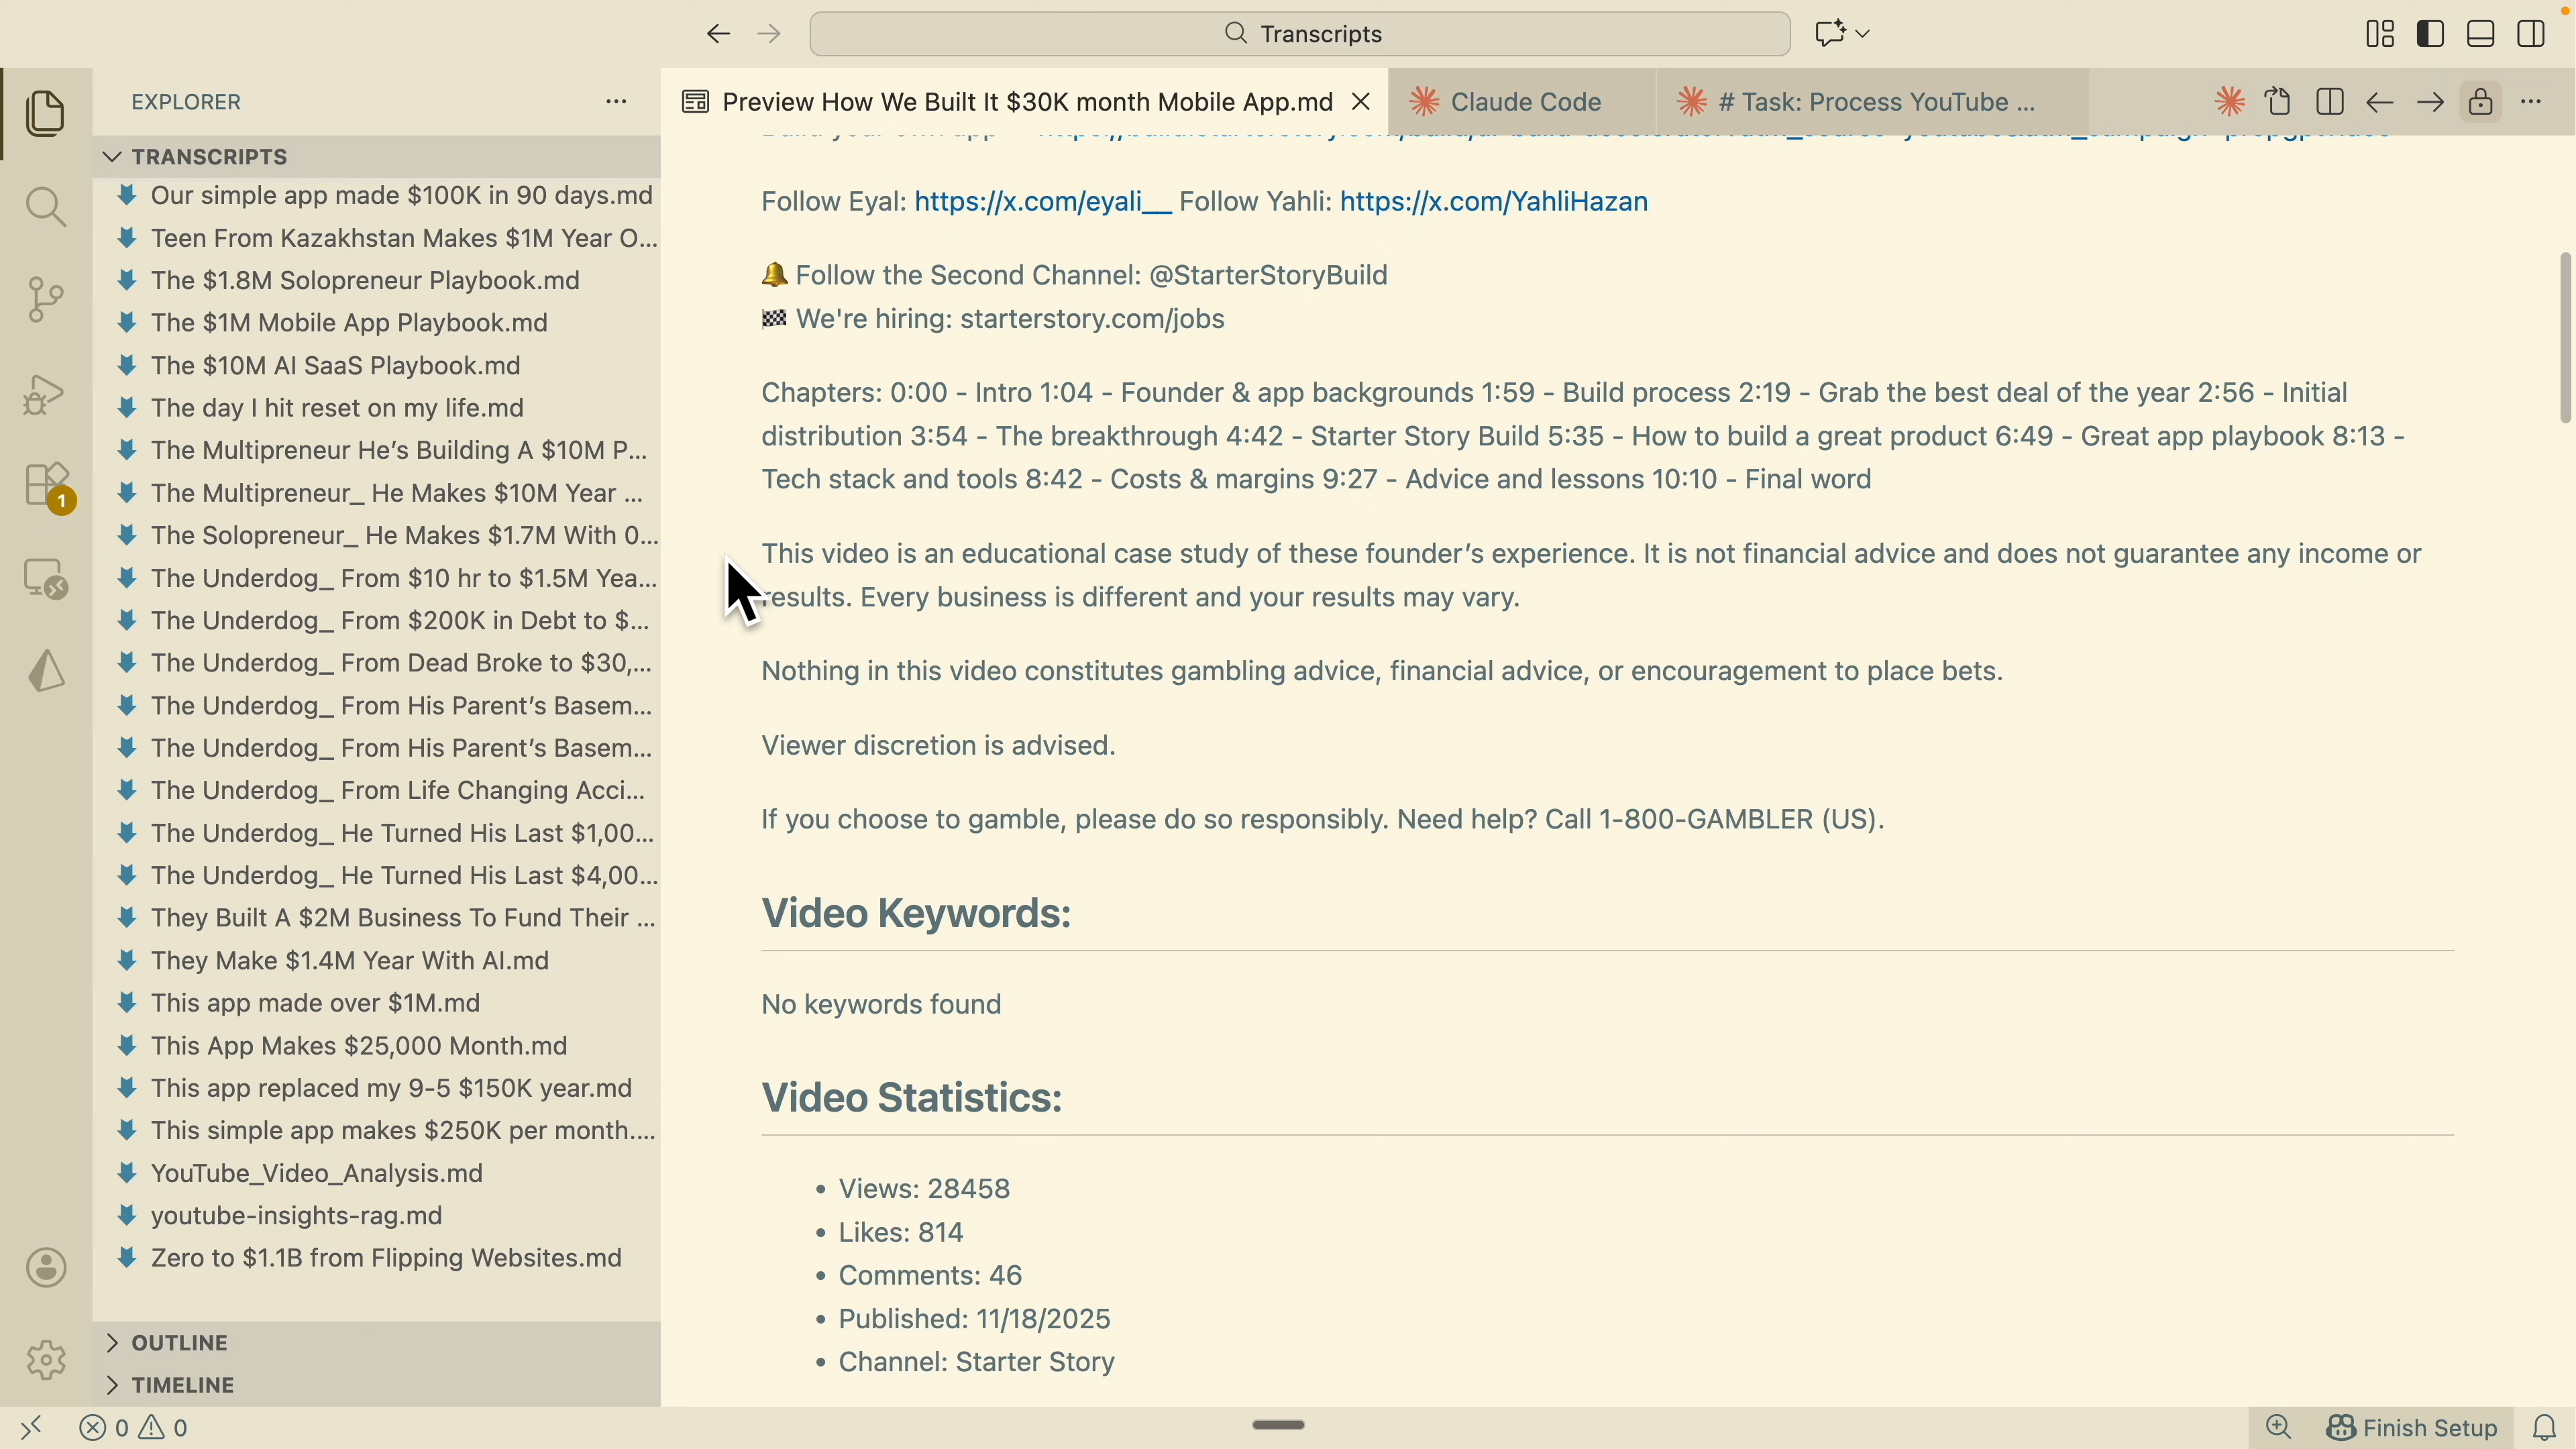 Transcripts
EXPLORER
TRANSCRIPTS
Our simple app made $100K in 90 days.md
Teen From Kazakhstan Makes $1M Year O...
The $1.8M Solopreneur Playbook.md
The $1M Mobile App Playbook.md
The $10M AI SaaS Playbook.md
The day I hit reset on my life.md
The Multipreneur He’s Building A $10M P...
The Multipreneur_ He Makes $10M Year ...
The Solopreneur_ He Makes $1.7M With 0...
The Underdog_ From $10 hr to $1.5M Yea...
The Underdog_ From $200K in Debt to $...
The Underdog_ From Dead Broke to $30,...
The Underdog_ From His Parent’s Basem...
The Underdog_ From His Parent’s Basem...
The Underdog_ From Life Changing Acci...
The Underdog_ He Turned His Last $1,00...
The Underdog_ He Turned His Last $4,00...
They Built A $2M Business To Fund Their ...
They Make $1.4M Year With AI.md
This app made over $1M.md
This App Makes $25,000 Month.md
This app replaced my 9-5 $150K year.md
This simple app makes $250K per month....
YouTube_Video_Analysis.md
youtube-insights-rag.md
Zero to $1.1B from Flipping Websites.md
OUTLINE
TIMELINE
1
Preview How We Built It $30K month Mobile App.md
Claude Code
# Task: Process YouTube ...
Follow Eyal: https://x.com/eyali__ Follow Yahli: https://x.com/YahliHazan
🔔 Follow the Second Channel: @StarterStoryBuild
🏁 We're hiring: starterstory.com/jobs
Chapters: 0:00 - Intro 1:04 - Founder & app backgrounds 1:59 - Build process 2:19 - Grab the best deal of the year 2:56 - Initial
distribution 3:54 - The breakthrough 4:42 - Starter Story Build 5:35 - How to build a great product 6:49 - Great app playbook 8:13 -
Tech stack and tools 8:42 - Costs & margins 9:27 - Advice and lessons 10:10 - Final word
This video is an educational case study of these founder’s experience. It is not financial advice and does not guarantee any income or
results. Every business is different and your results may vary.
Nothing in this video constitutes gambling advice, financial advice, or encouragement to place bets.
Viewer discretion is advised.
If you choose to gamble, please do so responsibly. Need help? Call 1-800-GAMBLER (US).
Video Keywords:
No keywords found
Video Statistics:
• Views: 28458
• Likes: 814
• Comments: 46
• Published: 11/18/2025
• Channel: Starter Story
0 0
Finish Setup